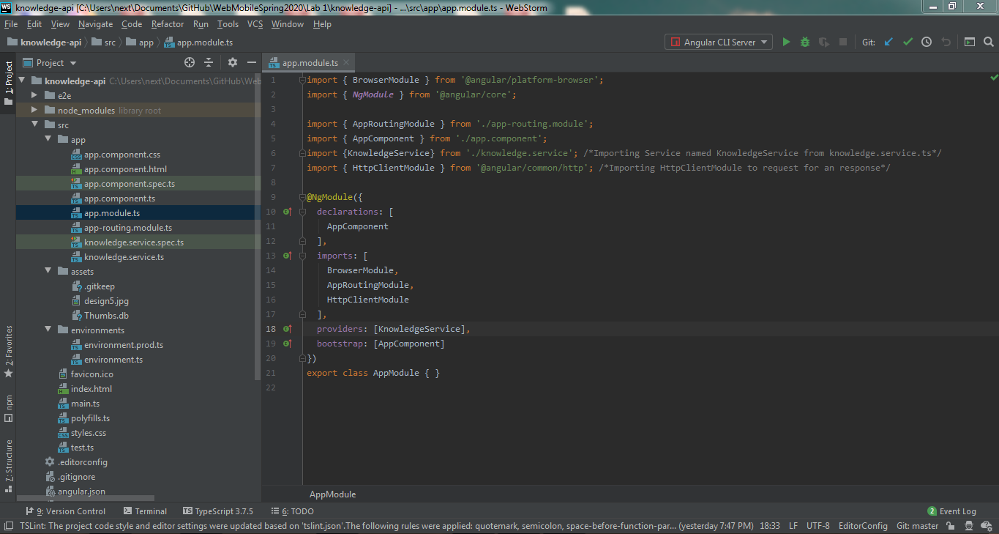 WS knowledge-api [C:\Users\next\Documents\GitHub\WebMobileSpring2020\Lab 1\knowledge-api] - ...\src\app\app.module.ts - WebStorm
File Edit View Navigate Code Refactor Run Tools VCS Window Help
knowledge-api src app app.module.ts Angular CLI Server Git:
Project app.module.ts
1: Project
knowledge-api C:\Users\next\Documents\GitHub\Web
e2e
node_modules library root
src
app
app.component.css
app.component.html
app.component.spec.ts
app.component.ts
app.module.ts
app-routing.module.ts
knowledge.service.spec.ts
knowledge.service.ts
assets
.gitkeep
design5.jpg
Thumbs.db
environments
environment.prod.ts
environment.ts
favicon.ico
index.html
main.ts
polyfills.ts
styles.css
test.ts
.editorconfig
.gitignore
angular.json
2: Favorites
npm
7: Structure
1 import { BrowserModule } from '@angular/platform-browser';
2 import { NgModule } from '@angular/core';
3
4 import { AppRoutingModule } from './app-routing.module';
5 import { AppComponent } from './app.component';
6 import {KnowledgeService} from './knowledge.service'; /*Importing Service named KnowledgeService from knowledge.service.ts*/
7 import { HttpClientModule } from '@angular/common/http'; /*Importing HttpClientModule to request for an response*/
8
9 @NgModule({
10 declarations: [
11 AppComponent
12 ],
13 imports: [
14 BrowserModule,
15 AppRoutingModule,
16 HttpClientModule
17 ],
18 providers: [KnowledgeService],
19 bootstrap: [AppComponent]
20 })
21 export class AppModule { }
22
AppModule
9: Version Control Terminal TypeScript 3.7.5 6: TODO 2 Event Log
TSLint: The project code style and editor settings were updated based on 'tslint.json'.The following rules were applied: quotemark, semicolon, space-before-function-par... (yesterday 7:47 PM) 18:33 LF UTF-8 EditorConfig Git: master